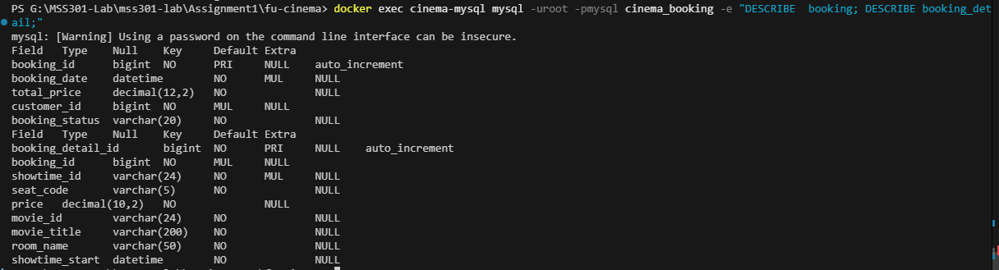 PS G:\MSS301-Lab\mss301-lab\Assignment1\fu-cinema> docker exec cinema-mysql mysql -uroot -pmysql cinema_booking -e "DESCRIBE  booking; DESCRIBE booking_det
ail;"
mysql: [Warning] Using a password on the command line interface can be insecure.
Field	Type	Null	Key	Default	Extra
booking_id	bigint	NO	PRI	NULL	auto_increment
booking_date	datetime	NO	MUL	NULL
total_price	decimal(12,2)	NO		NULL
customer_id	bigint	NO	MUL	NULL
booking_status	varchar(20)	NO		NULL
Field	Type	Null	Key	Default	Extra
booking_detail_id	bigint	NO	PRI	NULL	auto_increment
booking_id	bigint	NO	MUL	NULL
showtime_id	varchar(24)	NO	MUL	NULL
seat_code	varchar(5)	NO		NULL
price	decimal(10,2)	NO		NULL
movie_id	varchar(24)	NO		NULL
movie_title	varchar(200)	NO		NULL
room_name	varchar(50)	NO		NULL
showtime_start	datetime	NO		NULL